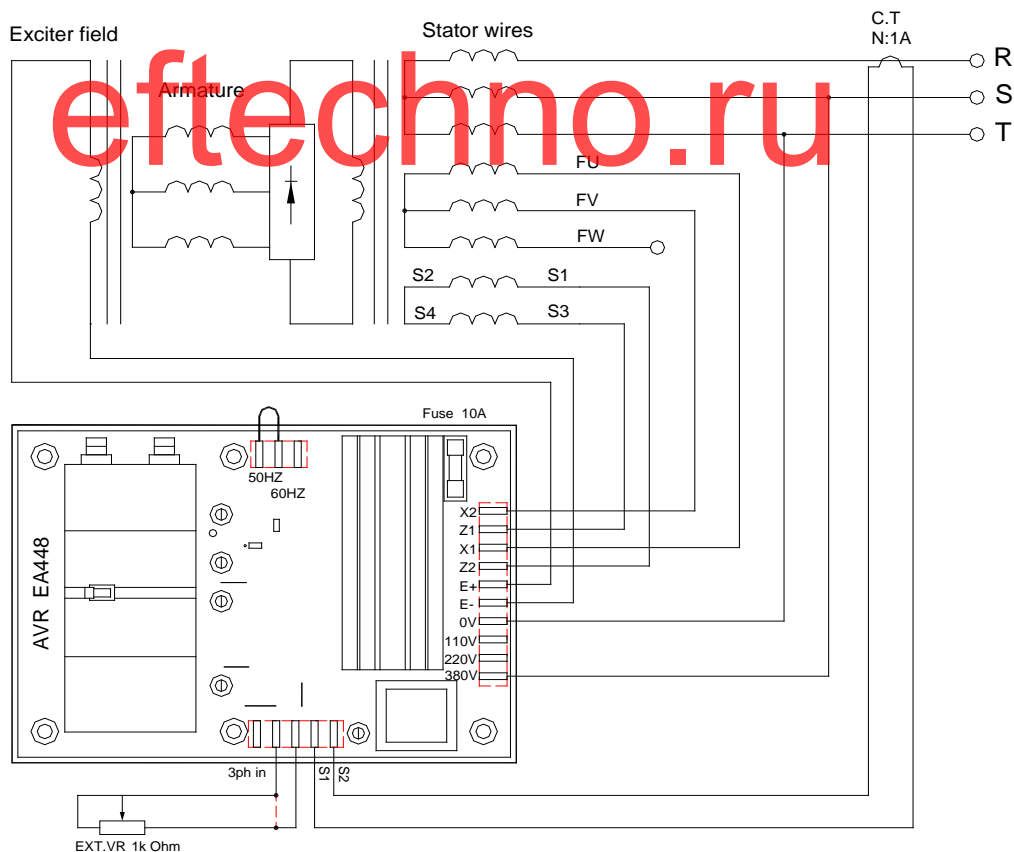 C.T
N:1A
Exciter field
Stator wires
R
S
T
Armature
eftechno.ru
FU
FV
FW
S2
S1
S4
S3
Fuse 10A
50HZ
60HZ
X2
Z1
X1
Z2
E+
E-
0V
110V
220V
380V
AVR EA448
3ph in
S1
S2
EXT.VR 1k Ohm